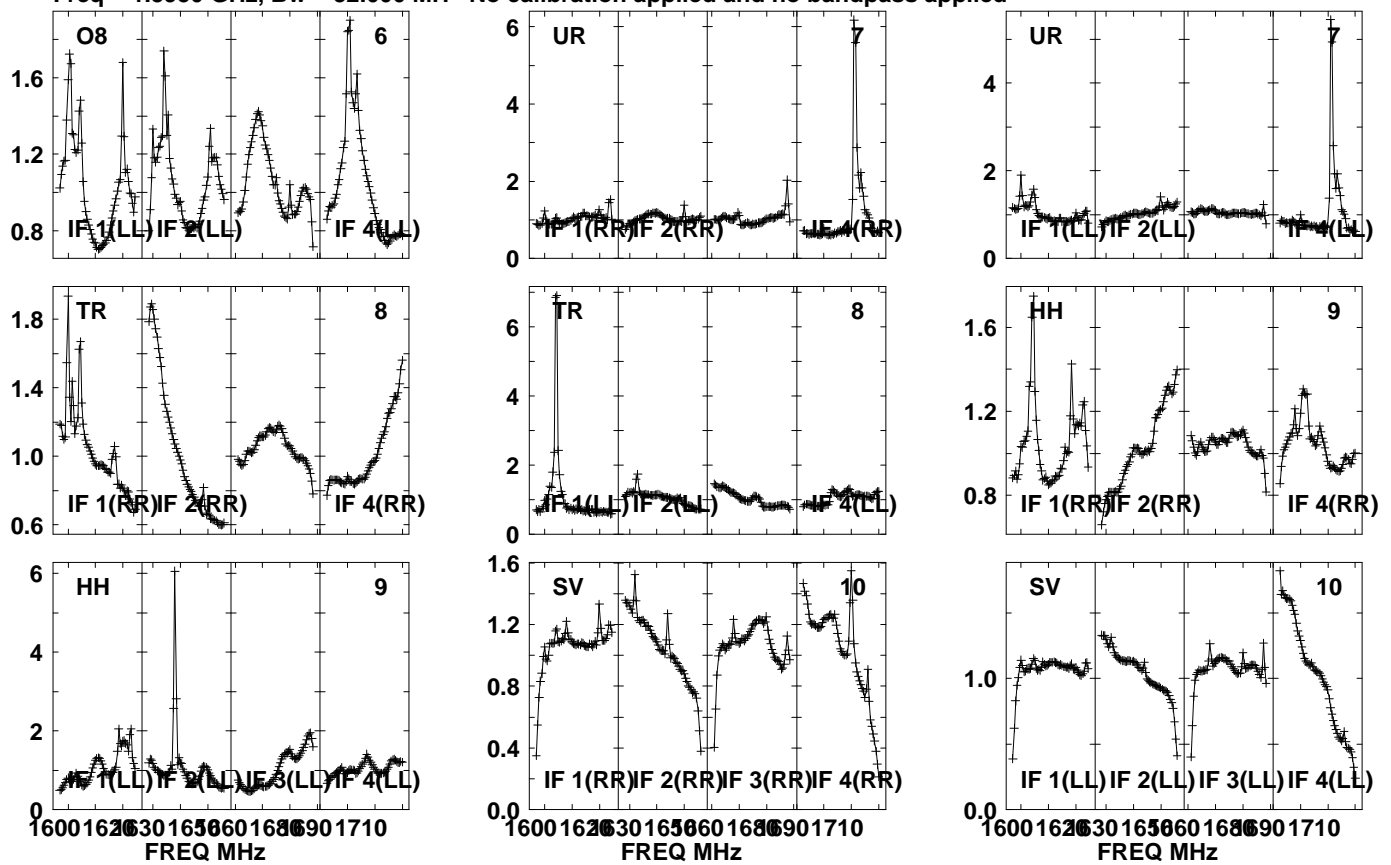 No calibration applied and no bandpass applied
O8 6 UR 7 UR 7
1.6 6 4
1.2 4 2
0.8 2 0
0
IF 1(LL) IF 2(LL) IF 4(LL) IF 1(RR) IF 2(RR) IF 4(RR) IF 1(LL) IF 2(LL) IF 4(LL)
TR 8 TR 8 HH 9
1.8 7 1.6
1.4 6 1.2
1.0 5 0.8
0.6 4
3
2
1
0
IF 1(RR) IF 2(RR) IF 4(RR) IF 1(LL) IF 2(LL) IF 4(LL) IF 1(RR) IF 2(RR) IF 4(RR)
HH 9 SV 10 SV 10
6 1.6 1.0
4 1.2 0.0
2 0.8
0 0.4
0.0
IF 1(LL) IF 2(LL) IF 3(LL) IF 4(LL) IF 1(RR) IF 2(RR) IF 3(RR) IF 4(RR) IF 1(LL) IF 2(LL) IF 3(LL) IF 4(LL)
1600 1710 1600 1710 1600 1710
FREQ MHz FREQ MHz